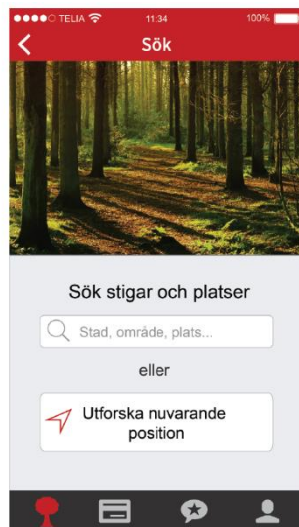 TELIA 11:34 100%
Sök
Sök stigar och platser
Stad, område, plats...
eller
Utforska nuvarande
position